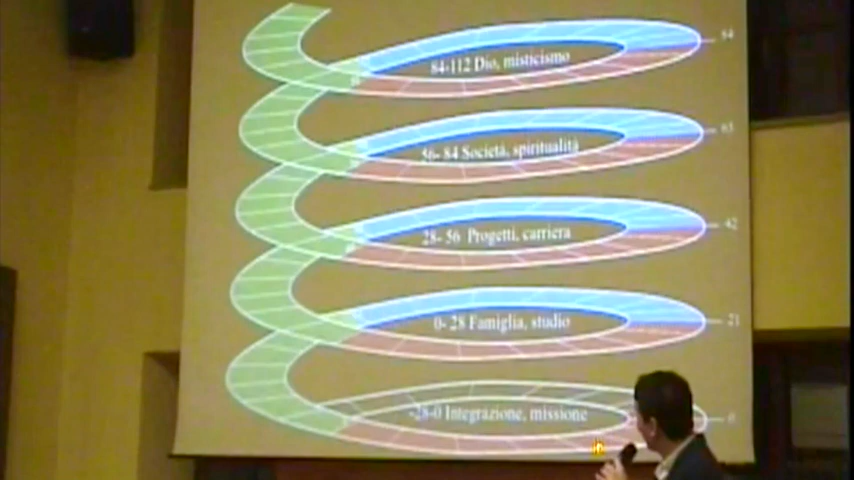 84
84-112 Dio, misticismo
63
56- 84 Società, spiritualità
42
28- 56 Progetti, carriera
21
0- 28 Famiglia, studio
0
-28-0 Integrazione, missione